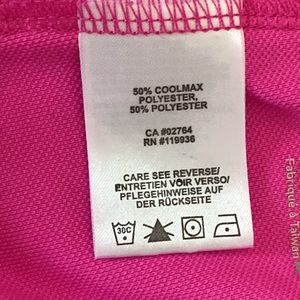 50% COOLMAX
POLYESTER,
50% POLYESTER
CA #02764
RN #119936
CARE SEE REVERSE/
ENTRETIEN VOIR VERSO/
PFLEGEHINWEISE AUF
DER RÜCKSEITE
30C
Fabriqué à Taiwan